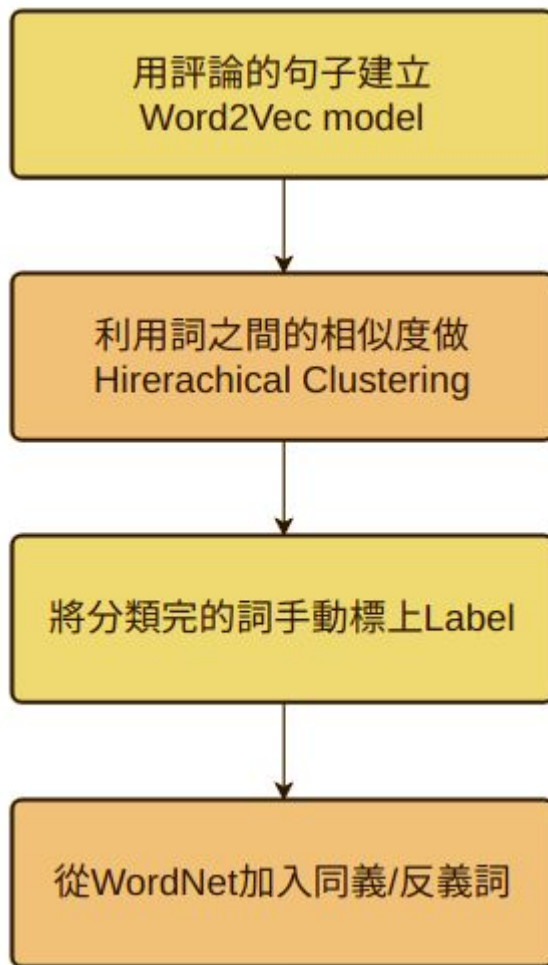 用評論的句子建立
Word2Vec model
利用詞之間的相似度做
Hirerachical Clustering
將分類完的詞手動標上Label
從WordNet加入同義/反義詞